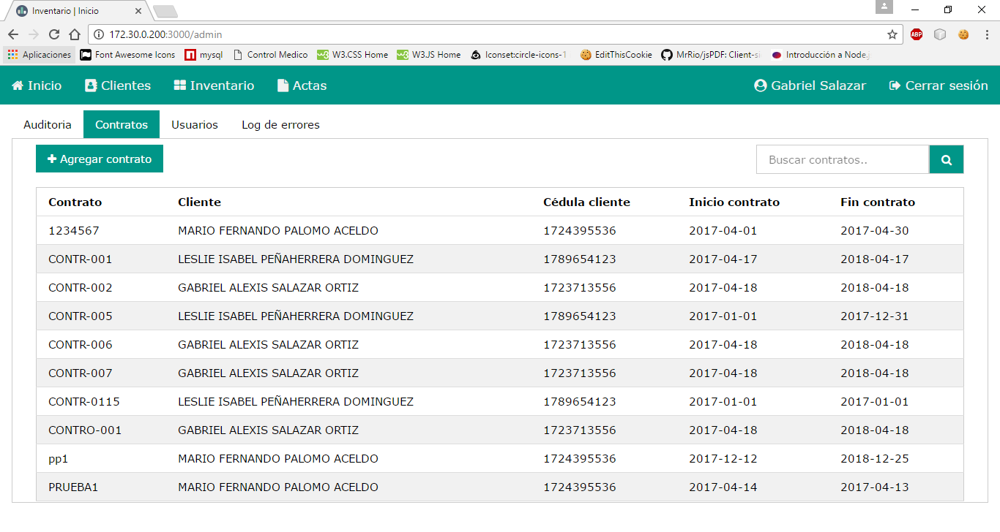 Inventario | Inicio
172.30.0.200:3000/admin
Aplicaciones Font Awesome Icons mysql Control Medico W3.CSS Home W3.JS Home Iconset:circle-icons-1 EditThisCookie MrRio/jsPDF: Client-si Introducción a Node.j
ABP
Inicio Clientes Inventario Actas Gabriel Salazar Cerrar sesión
Auditoria Contratos Usuarios Log de errores
Agregar contrato Buscar contratos..
Contrato Cliente Cédula cliente Inicio contrato Fin contrato
1234567 MARIO FERNANDO PALOMO ACELDO 1724395536 2017-04-01 2017-04-30
CONTR-001 LESLIE ISABEL PEÑAHERRERA DOMINGUEZ 1789654123 2017-04-17 2018-04-17
CONTR-002 GABRIEL ALEXIS SALAZAR ORTIZ 1723713556 2017-04-18 2018-04-18
CONTR-005 LESLIE ISABEL PEÑAHERRERA DOMINGUEZ 1789654123 2017-01-01 2017-12-31
CONTR-006 GABRIEL ALEXIS SALAZAR ORTIZ 1723713556 2017-04-18 2018-04-18
CONTR-007 GABRIEL ALEXIS SALAZAR ORTIZ 1723713556 2017-04-18 2018-04-18
CONTR-0115 LESLIE ISABEL PEÑAHERRERA DOMINGUEZ 1789654123 2017-01-01 2017-01-01
CONTRO-001 GABRIEL ALEXIS SALAZAR ORTIZ 1723713556 2017-04-18 2018-04-18
pp1 MARIO FERNANDO PALOMO ACELDO 1724395536 2017-12-12 2018-12-25
PRUEBA1 MARIO FERNANDO PALOMO ACELDO 1724395536 2017-04-14 2017-04-13